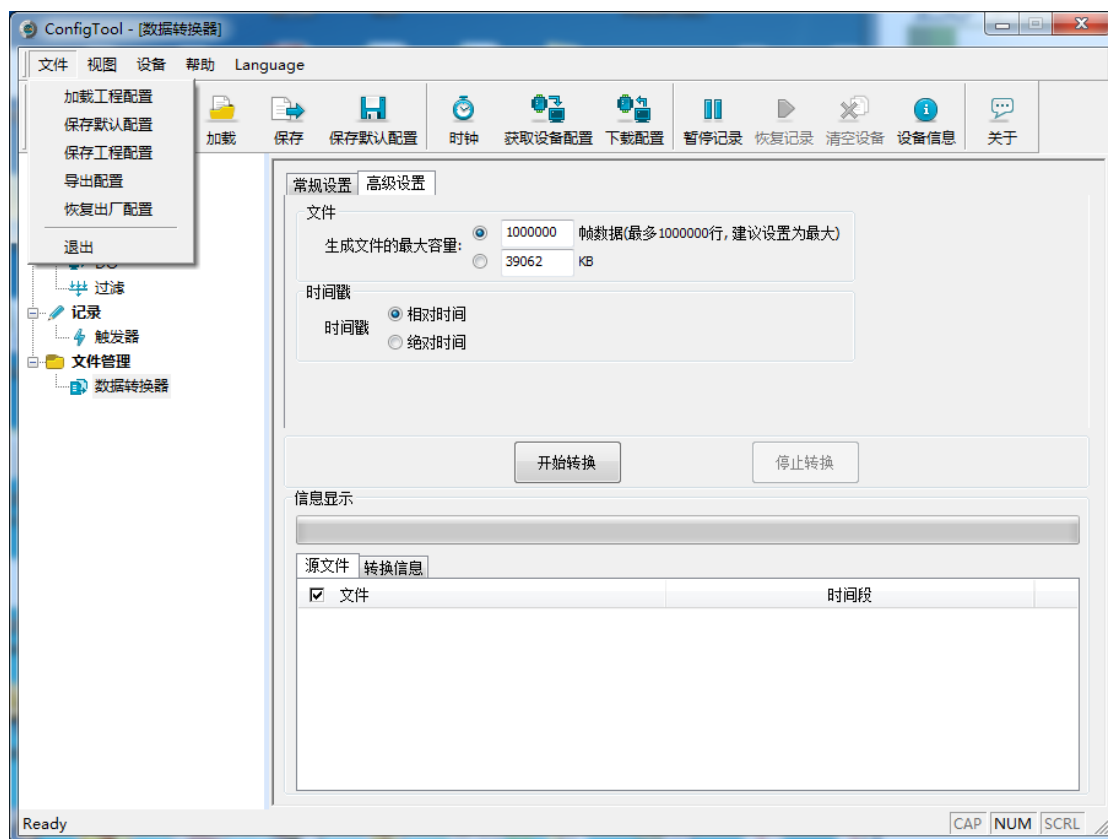 ConfigTool - [数据转换器]
文件 视图 设备 帮助 Language
加载工程配置
保存默认配置
保存工程配置
导出配置
恢复出厂配置
退出
加载 保存 保存默认配置 时钟 获取设备配置 下载配置 暂停记录 恢复记录 清空设备 设备信息 关于
过滤
记录
触发器
文件管理
数据转换器
常规设置 高级设置
文件
生成文件的最大容量: 1000000 帧数据(最多1000000行, 建议设置为最大)
39062 KB
时间戳
时间戳 相对时间
绝对时间
开始转换 停止转换
信息显示
源文件 转换信息
文件 时间段
Ready CAP NUM SCRL